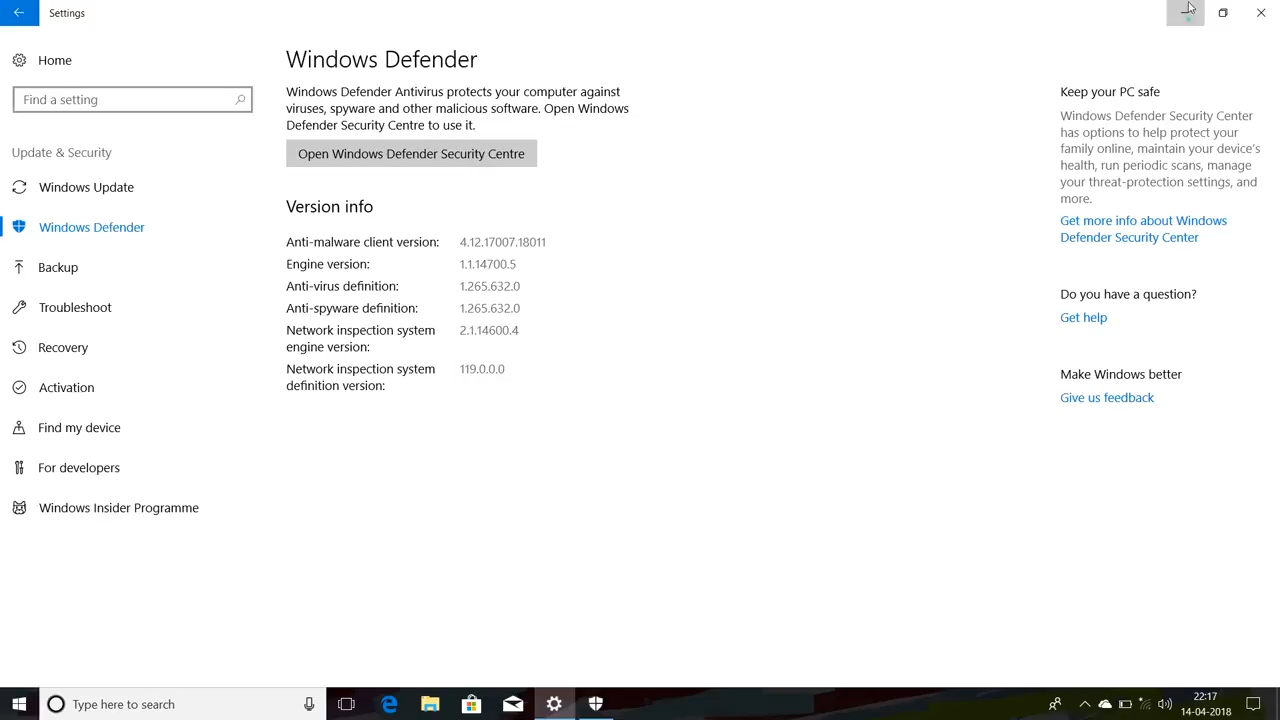 Settings
Home
Find a setting
Update & Security
Windows Update
Windows Defender
Backup
Troubleshoot
Recovery
Activation
Find my device
For developers
Windows Insider Programme
Windows Defender
Windows Defender Antivirus protects your computer against
viruses, spyware and other malicious software. Open Windows
Defender Security Centre to use it.
Open Windows Defender Security Centre
Version info
Anti-malware client version: 4.12.17007.18011
Engine version: 1.1.14700.5
Anti-virus definition: 1.265.632.0
Anti-spyware definition: 1.265.632.0
Network inspection system 2.1.14600.4
engine version:
Network inspection system 119.0.0.0
definition version:
Keep your PC safe
Windows Defender Security Center
has options to help protect your
family online, maintain your device's
health, run periodic scans, manage
your threat-protection settings, and
more.
Get more info about Windows
Defender Security Center
Do you have a question?
Get help
Make Windows better
Give us feedback
Type here to search
22:17
14-04-2018